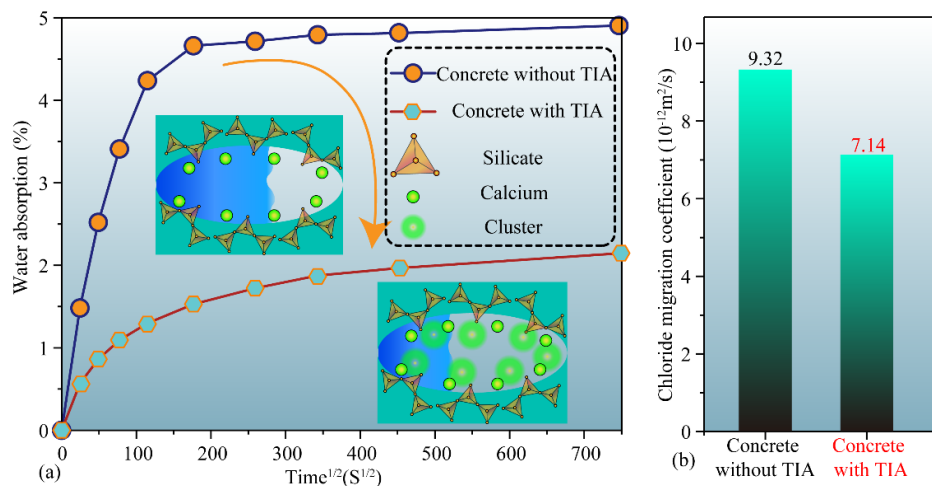 5
4
3
2
1
0
Water absorption (%)
Concrete without TIA
Concrete with TIA
Silicate
Calcium
Cluster
0
100
200
300
400
500
600
700
(a)
Time1/2(S1/2)
10
8
6
4
2
0
Chloride migration coefficient (10-12m2/s)
9.32
7.14
Concrete
without TIA
Concrete
with TIA
(b)